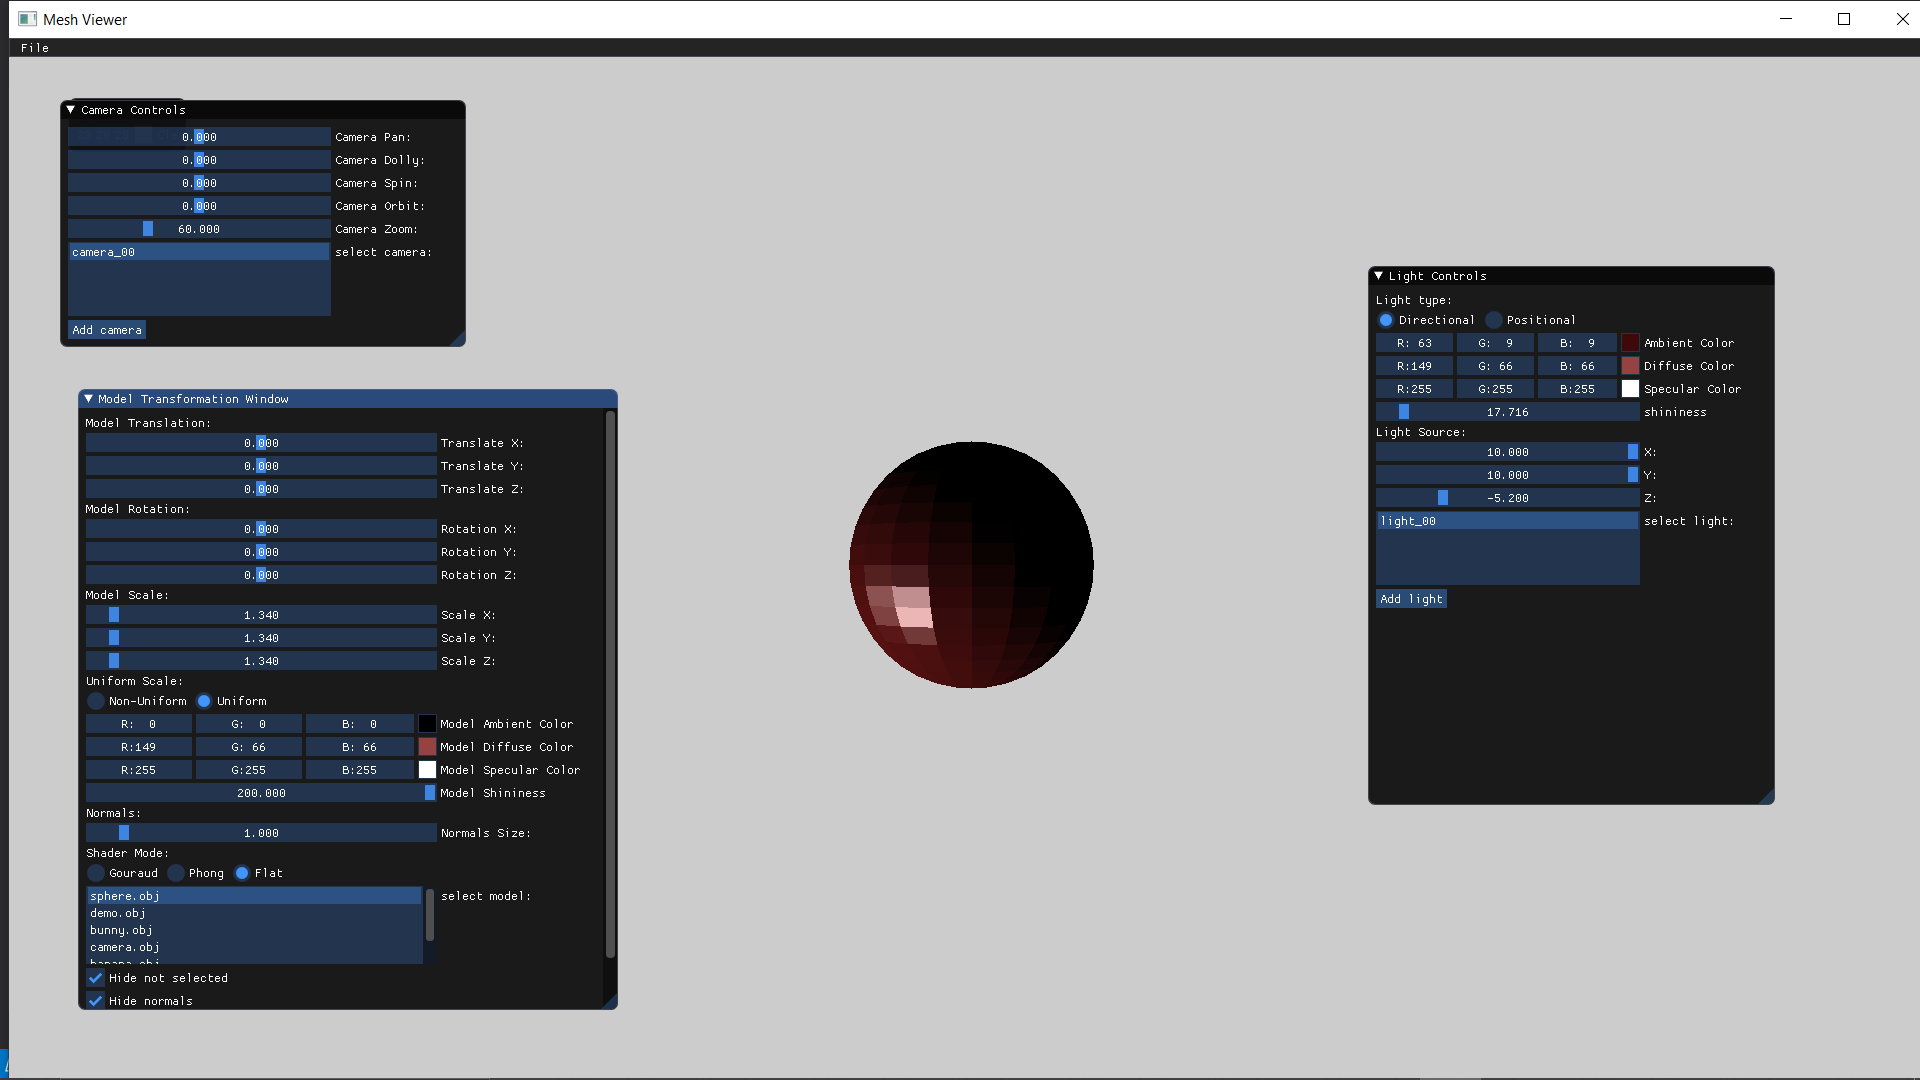 Mesh Viewer
File
Camera Controls
0.000 Camera Pan:
0.000 Camera Dolly:
0.000 Camera Spin:
0.000 Camera Orbit:
60.000 Camera Zoom:
camera_00 select camera:
Add camera
Model Transformation Window
Model Translation:
0.000 Translate X:
0.000 Translate Y:
0.000 Translate Z:
Model Rotation:
0.000 Rotation X:
0.000 Rotation Y:
0.000 Rotation Z:
Model Scale:
1.340 Scale X:
1.340 Scale Y:
1.340 Scale Z:
Uniform Scale:
Non-Uniform Uniform
R: 0 G: 0 B: 0 Model Ambient Color
R:149 G: 66 B: 66 Model Diffuse Color
R:255 G:255 B:255 Model Specular Color
200.000 Model Shininess
Normals:
1.000 Normals Size:
Shader Mode:
Gouraud Phong Flat
sphere.obj select model:
demo.obj
bunny.obj
camera.obj
banana.obj
Hide not selected
Hide normals
Light Controls
Light type:
Directional Positional
R: 63 G: 9 B: 9 Ambient Color
R:149 G: 66 B: 66 Diffuse Color
R:255 G:255 B:255 Specular Color
17.716 shininess
Light Source:
10.000 X:
10.000 Y:
-5.200 Z:
light_00 select light:
Add light